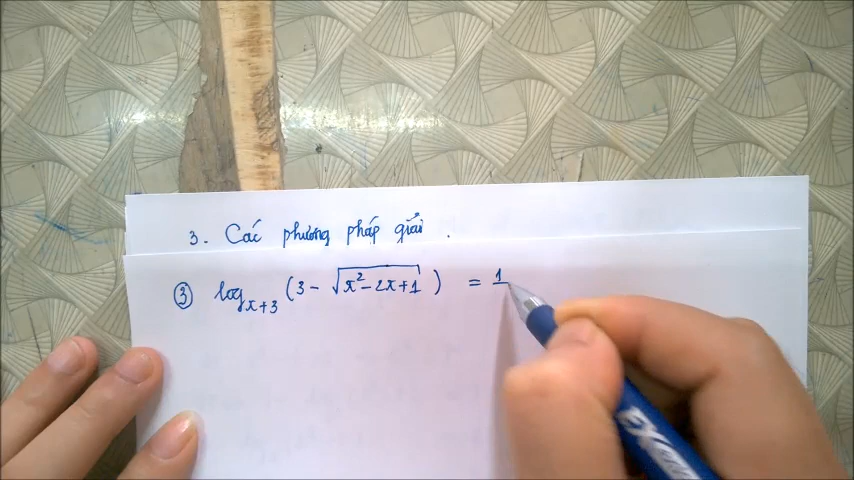 3. Các phương pháp giải.
③ log_{x+3} (3 - √(x² - 2x + 1)) = 1